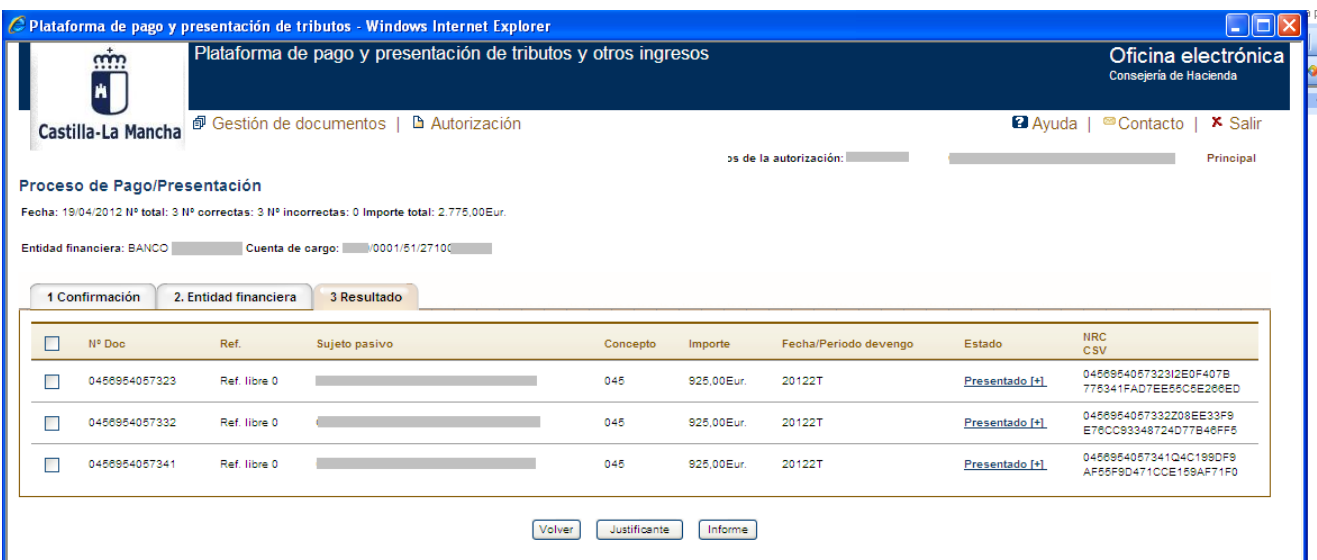 Plataforma de pago y presentación de tributos - Windows Internet Explorer
Plataforma de pago y presentación de tributos y otros ingresos
Oficina electrónica
Consejería de Hacienda
Castilla-La Mancha
Gestión de documentos | Autorización
Ayuda | Contacto | Salir
os de la autorización:
Principal
Proceso de Pago/Presentación
Fecha: 19/04/2012 Nº total: 3 Nº correctas: 3 Nº incorrectas: 0 Importe total: 2.775,00Eur.
Entidad financiera: BANCO Cuenta de cargo: /0001/51/27100
1 Confirmación 2. Entidad financiera 3 Resultado
Nº Doc Ref. Sujeto pasivo Concepto Importe Fecha/Periodo devengo Estado NRC
CSV
0456954057323 Ref. libre 0 045 925,00Eur. 20122T Presentado [+] 0456954057323I2E0F407B
775341FAD7EE55C5E266ED
0456954057332 Ref. libre 0 045 925,00Eur. 20122T Presentado [+] 0456954057332Z08EE33F9
E76CC93348724D77B46FF5
0456954057341 Ref. libre 0 045 925,00Eur. 20122T Presentado [+] 0456954057341Q4C199DF9
AF55F9D471CCE159AF71F0
Volver Justificante Informe